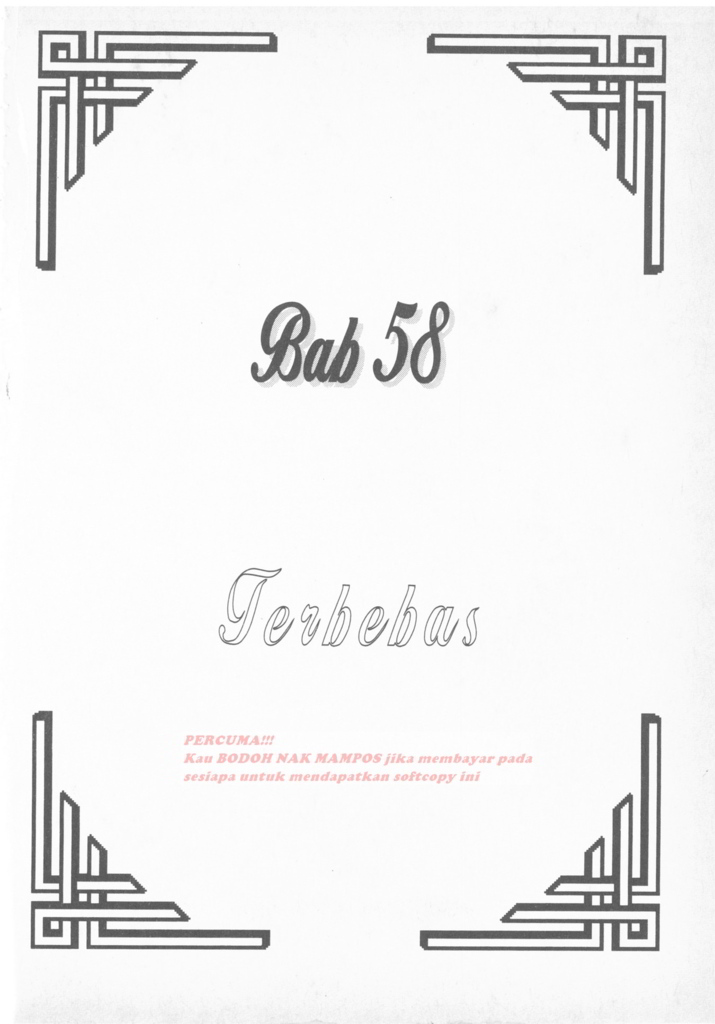 Bab 58
Terbebas
PERCUMA!!!
Kau BODOH NAK MAMPOS jika membayar pada
sesiapa untuk mendapatkan softcopy ini